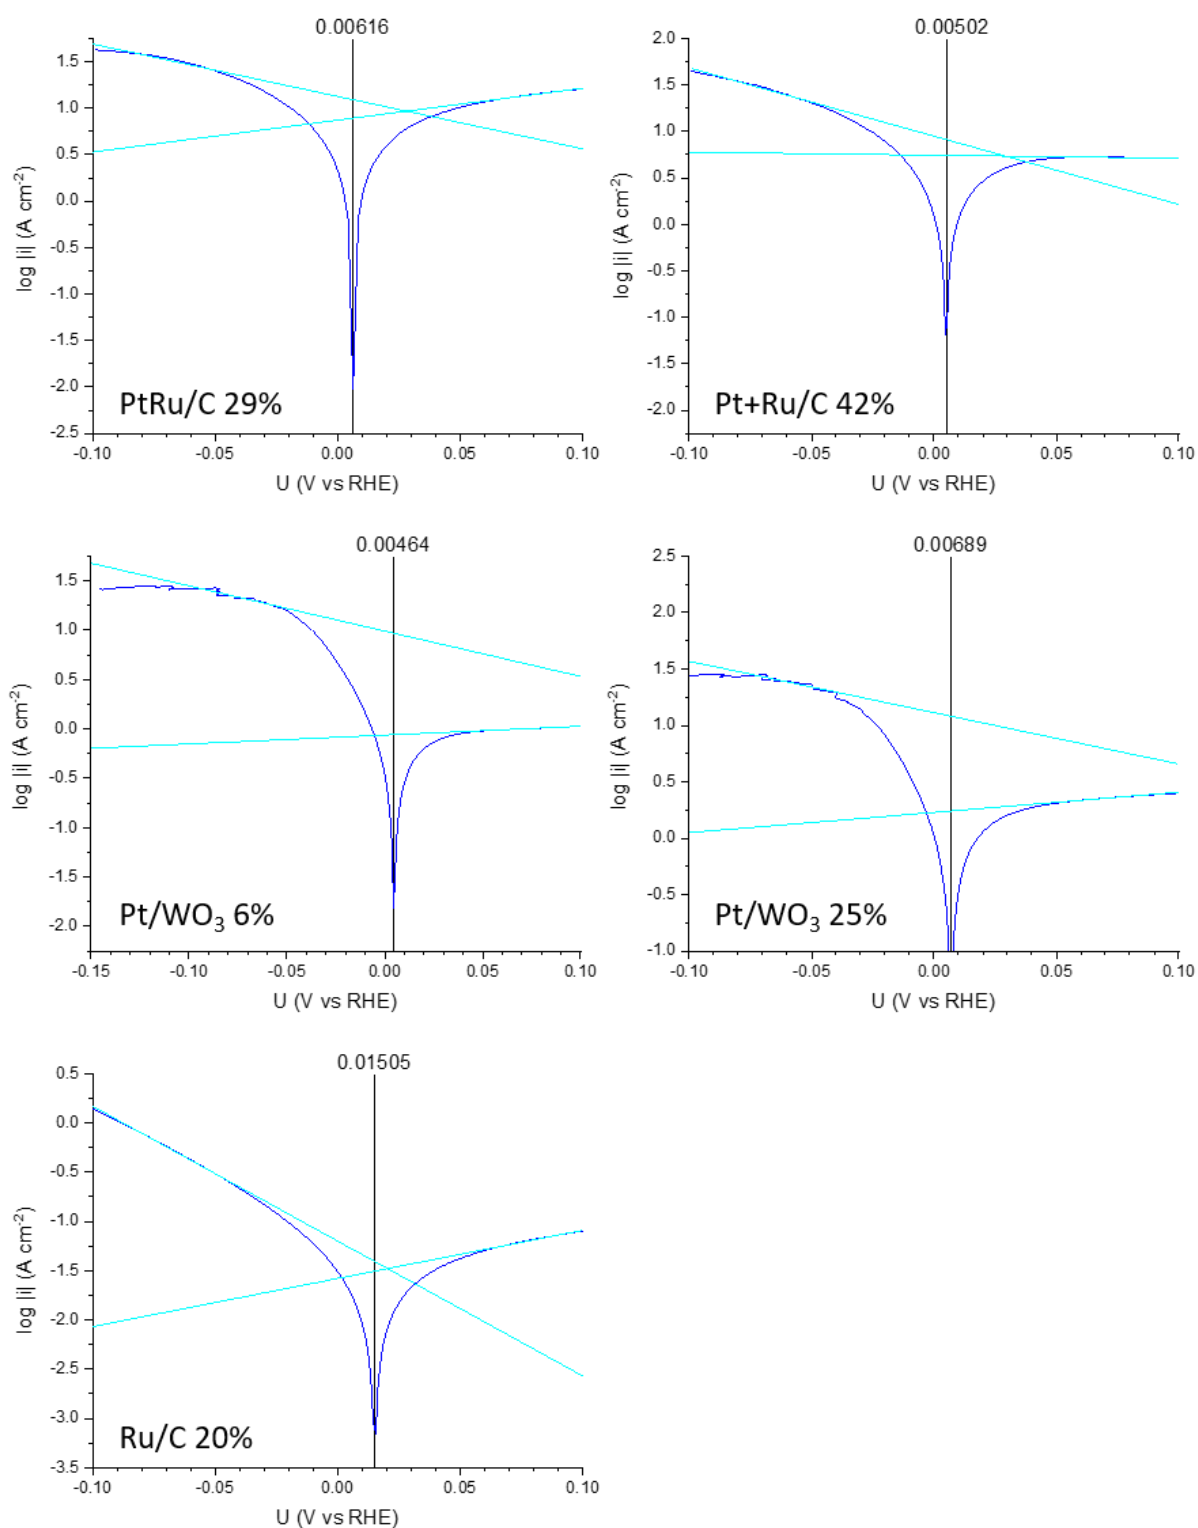 0.00616
1.5
1.0
0.5
0.0
-0.5
-1.0
-1.5
-2.0
-2.5
log |i| (A cm⁻²)
PtRu/C 29%
-0.10 -0.05 0.00 0.05 0.10
U (V vs RHE)
0.00502
2.0
1.5
1.0
0.5
0.0
-0.5
-1.0
-1.5
-2.0
log |i| (A cm⁻²)
Pt+Ru/C 42%
-0.10 -0.05 0.00 0.05 0.10
U (V vs RHE)
0.00464
1.5
1.0
0.5
0.0
-0.5
-1.0
-1.5
-2.0
log |i| (A cm⁻²)
Pt/WO₃ 6%
-0.15 -0.10 -0.05 0.00 0.05 0.10
U (V vs RHE)
0.00689
2.5
2.0
1.5
1.0
0.5
0.0
-0.5
-1.0
log |i| (A cm⁻²)
Pt/WO₃ 25%
-0.10 -0.05 0.00 0.05 0.10
U (V vs RHE)
0.01505
0.5
0.0
-0.5
-1.0
-1.5
-2.0
-2.5
-3.0
-3.5
log |i| (A cm⁻²)
Ru/C 20%
-0.10 -0.05 0.00 0.05 0.10
U (V vs RHE)